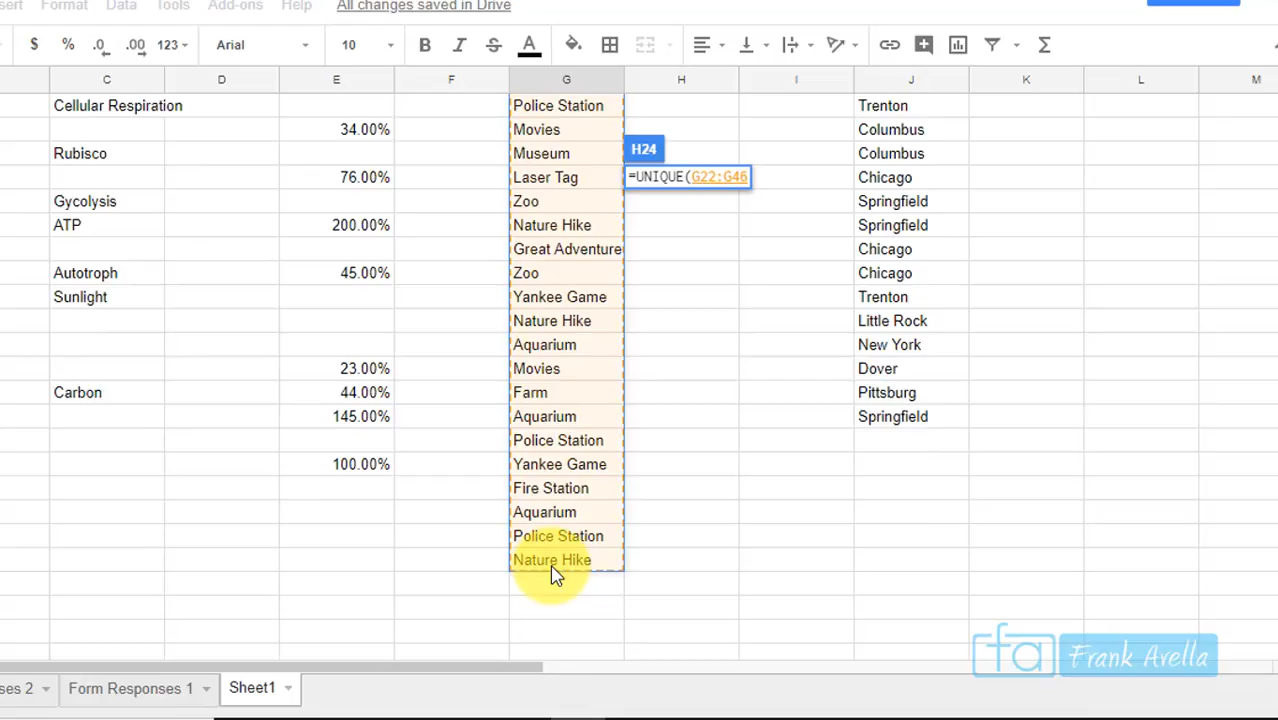 sert Format Data Tools Add-ons Help All changes saved in Drive
$ % .0 .00 123 Arial 10 B I S A
C D E F G H I J K L M
Cellular Respiration Police Station Trenton
34.00% Movies Columbus
Rubisco Museum H24 Columbus
76.00% Laser Tag =UNIQUE(G22:G46 Chicago
Gycolysis Zoo Springfield
ATP 200.00% Nature Hike Springfield
Great Adventure Chicago
Autotroph 45.00% Zoo Chicago
Sunlight Yankee Game Trenton
Nature Hike Little Rock
Aquarium New York
23.00% Movies Dover
Carbon 44.00% Farm Pittsburg
145.00% Aquarium Springfield
Police Station
100.00% Yankee Game
Fire Station
Aquarium
Police Station
Nature Hike
fa Frank Avella
ses 2 Form Responses 1 Sheet1